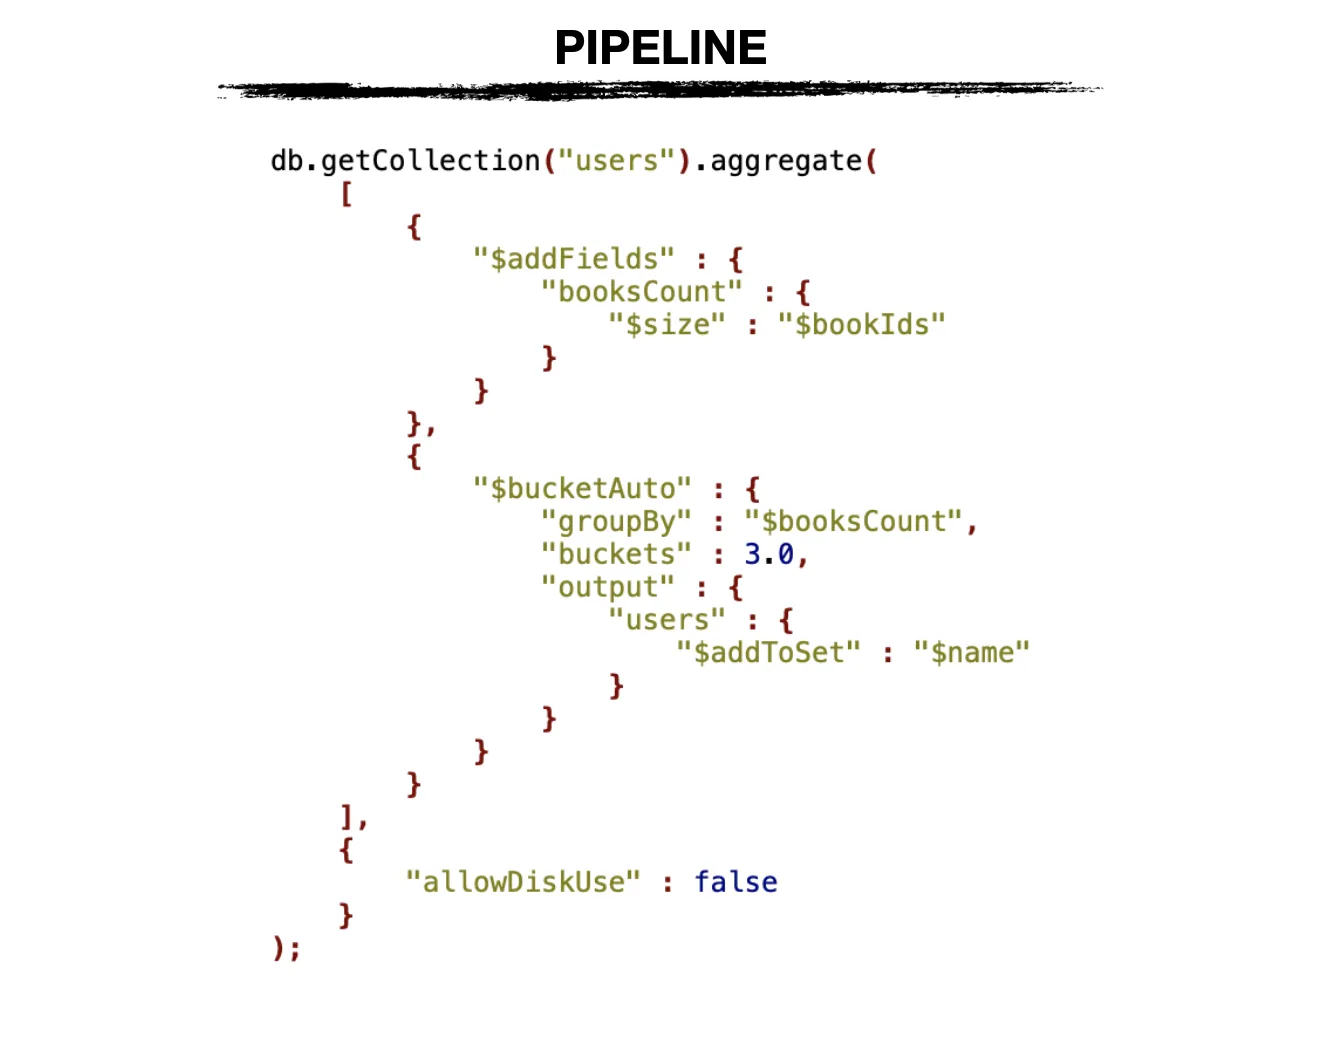 PIPELINE
db.getCollection("users").aggregate(
[
{
"$addFields" : {
"booksCount" : {
"$size" : "$bookIds"
}
}
},
{
"$bucketAuto" : {
"groupBy" : "$booksCount",
"buckets" : 3.0,
"output" : {
"users" : {
"$addToSet" : "$name"
}
}
}
}
],
{
"allowDiskUse" : false
}
);